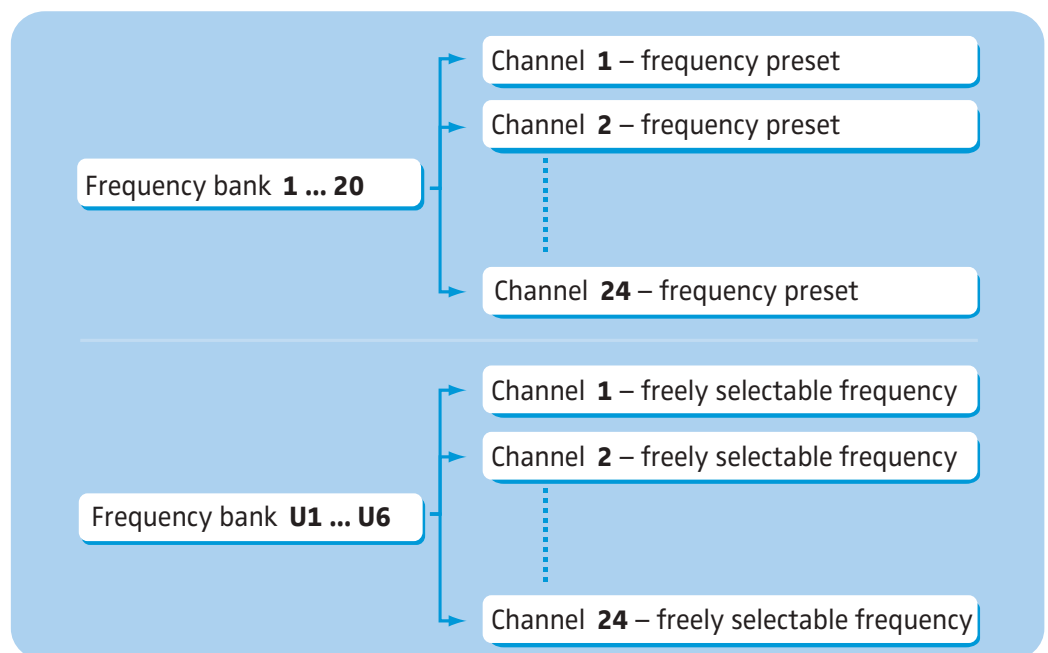 Channel 1 – frequency preset
Channel 2 – frequency preset
Frequency bank 1 ... 20
Channel 24 – frequency preset
Channel 1 – freely selectable frequency
Channel 2 – freely selectable frequency
Frequency bank U1 ... U6
Channel 24 – freely selectable frequency